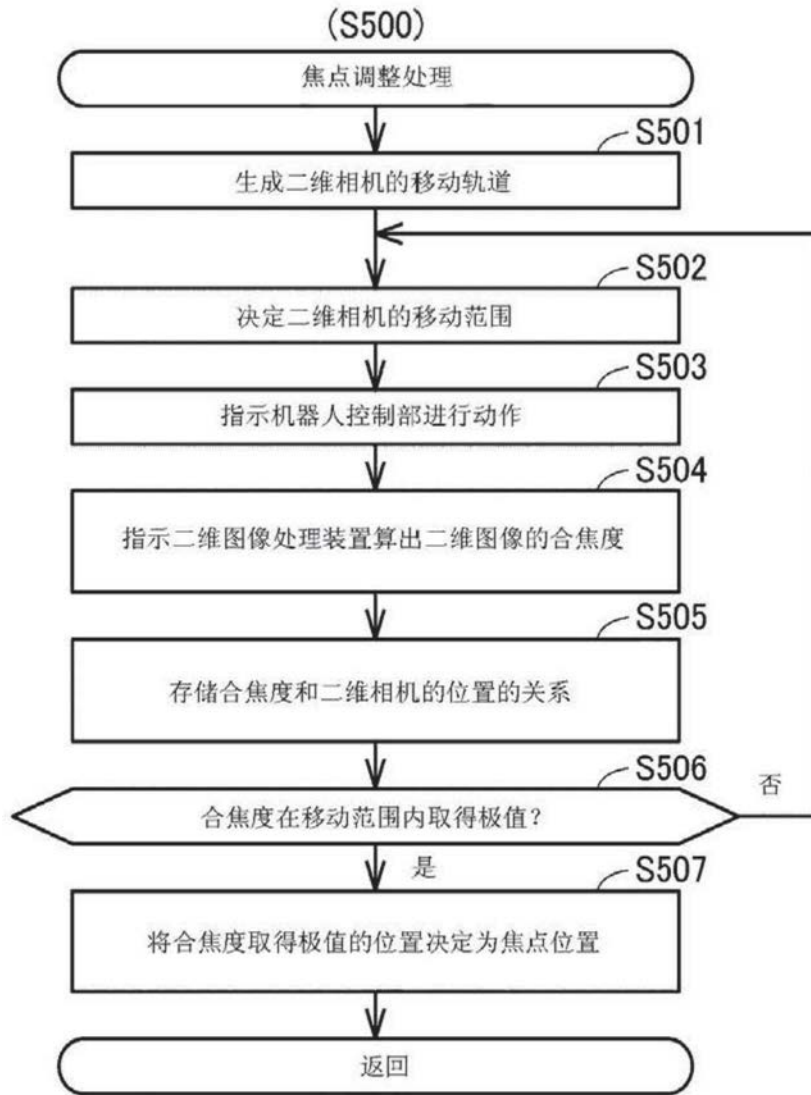 (S500)
焦点调整处理
S501
生成二维相机的移动轨道
S502
决定二维相机的移动范围
S503
指示机器人控制部进行动作
S504
指示二维图像处理装置算出二维图像的合焦度
S505
存储合焦度和二维相机的位置的关系
S506
合焦度在移动范围内取得极值?
否
是
S507
将合焦度取得极值的位置决定为焦点位置
返回